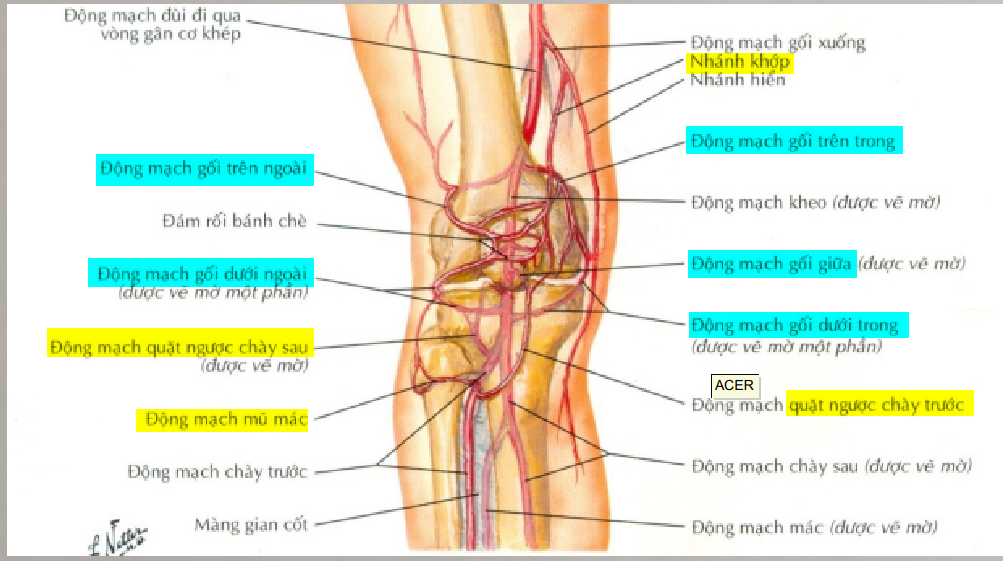 Động mạch đùi đi qua
vòng gân cơ khép
Động mạch gối trên ngoài
Đám rối bánh chè
Động mạch gối dưới ngoài
(được vẽ mờ một phần)
Động mạch quặt ngược chày sau
(được vẽ mờ)
Động mạch mũ mác
Động mạch chày trước
Màng gian cốt
Động mạch gối xuống
Nhánh khớp
Nhánh hiển
Động mạch gối trên trong
Động mạch kheo (được vẽ mờ)
Động mạch gối giữa (được vẽ mờ)
Động mạch gối dưới trong
(được vẽ mờ một phần)
ACER
Động mạch quặt ngược chày trước
Động mạch chày sau (được vẽ mờ)
Động mạch mác (được vẽ mờ)
F. Netter